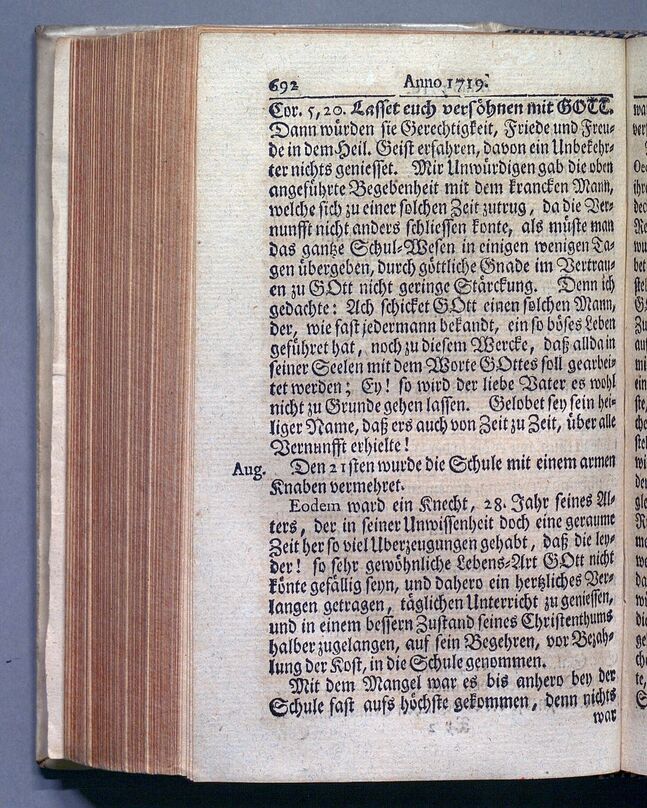 692 Anno 1719.
Cor. 5, 20. Lasset euch versöhnen mit GOTT.
Dann würden sie Gerechtigkeit, Friede und Freu-
de in dem Heil. Geist erfahren, davon ein Unbekehr-
ter nichts geniesset. Mir Unwürdigen gab die oben
angeführte Begebenheit mit dem krancken Mann,
welche sich zu einer solchen Zeit zutrug, da die Ver-
nunfft nicht anders schliessen konte, als müste man
das gantze Schul-Wesen in einigen wenigen Ta-
gen übergeben, durch göttliche Gnade im Vertrau-
en zu GOtt nicht geringe Stärckung. Denn ich
gedachte: Ach schicket GOtt einen solchen Mann,
der, wie fast jedermann bekandt, ein so böses Leben
geführet hat, noch zu diesem Wercke, daß allda in
seiner Seelen mit dem Worte GOttes soll gearbei-
tet werden; Ey! so wird der liebe Vater es wohl
nicht zu Grunde gehen lassen. Gelobet sey sein hei-
liger Name, daß ers auch von Zeit zu Zeit, über alle
Vernunfft erhielte!
Aug. Den 21sten wurde die Schule mit einem armen
Knaben vermehret.
Eodem ward ein Knecht, 28. Jahr seines Al-
ters, der in seiner Unwissenheit doch eine geraume
Zeit her so viel Uberzeugungen gehabt, daß die ley-
der! so sehr gewöhnliche Lebens-Art GOtt nicht
könte gefällig seyn, und dahero ein hertzliches Ver-
langen getragen, täglichen Unterricht zu geniessen,
und in einem bessern Zustand seines Christenthums
halber zugelangen, auf sein Begehren, vor Bezah-
lung der Kost, in die Schule genommen.
Mit dem Mangel war es bis anhero bey der
Schule fast aufs höchste gekommen, denn nichts
war